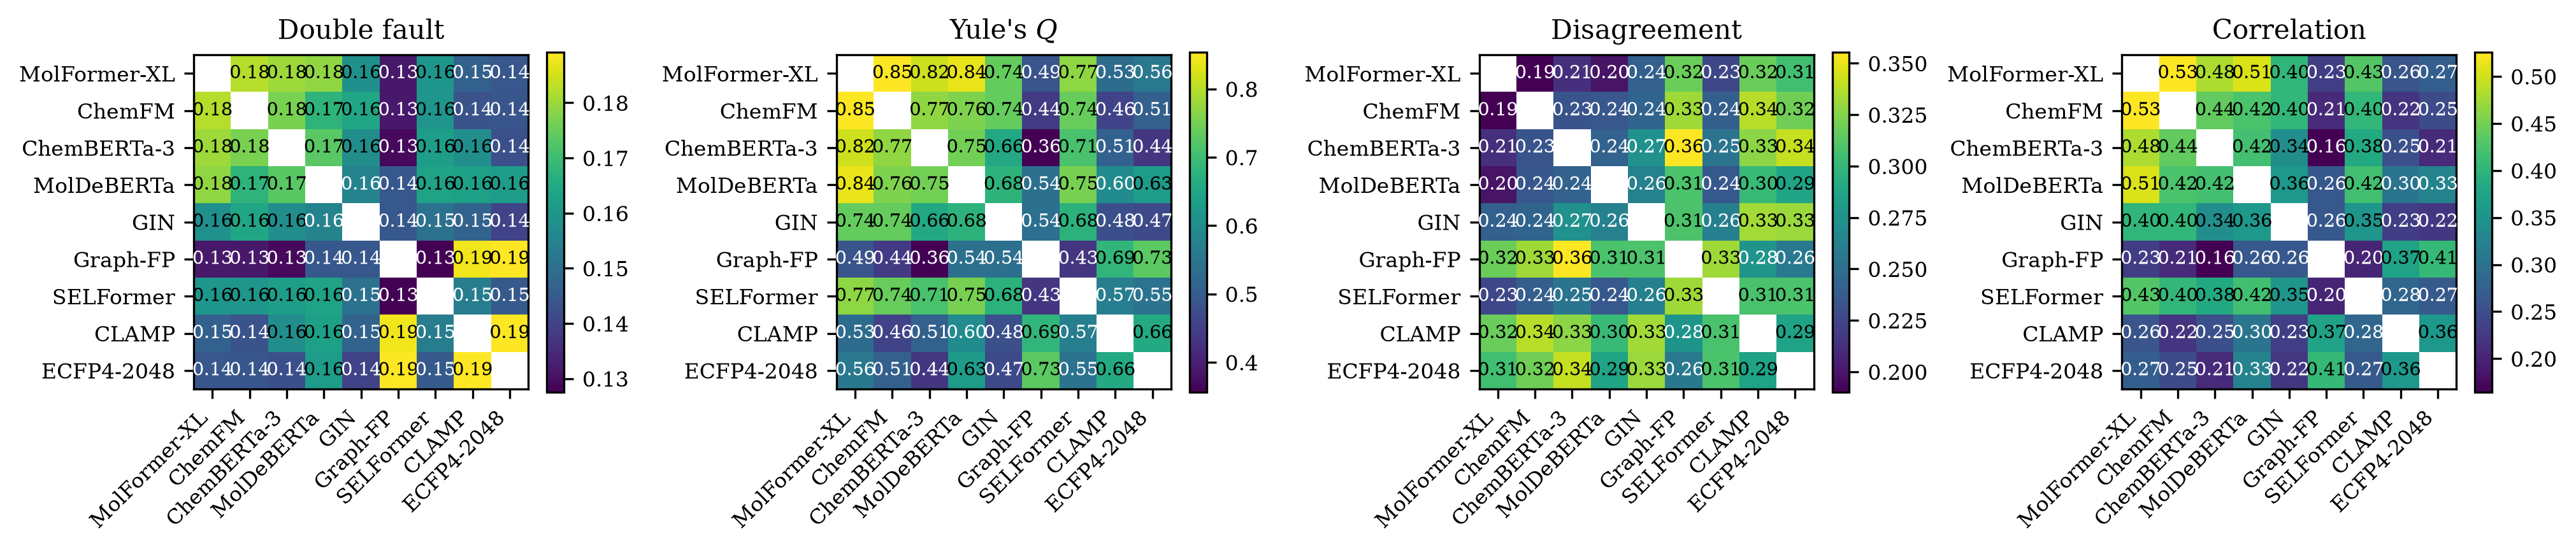 Double fault
MolFormer-XL 0.18 0.18 0.18 0.16 0.13 0.16 0.15 0.14
ChemFM 0.18 0.18 0.17 0.16 0.13 0.16 0.14 0.14
ChemBERTa-3 0.18 0.18 0.17 0.16 0.13 0.16 0.16 0.14
MolDeBERTa 0.18 0.17 0.17 0.16 0.14 0.16 0.16 0.16
GIN 0.16 0.16 0.16 0.16 0.14 0.15 0.15 0.14
Graph-FP 0.13 0.13 0.13 0.14 0.14 0.13 0.19 0.19
SELFormer 0.16 0.16 0.16 0.16 0.15 0.13 0.15 0.15
CLAMP 0.15 0.14 0.16 0.16 0.15 0.19 0.15 0.19
ECFP4-2048 0.14 0.14 0.14 0.16 0.14 0.19 0.15 0.19
MolFormer-XL
ChemFM
ChemBERTa-3
MolDeBERTa
GIN
Graph-FP
SELFormer
CLAMP
ECFP4-2048
0.18
0.17
0.16
0.15
0.14
0.13
Yule's Q
MolFormer-XL 0.85 0.82 0.84 0.74 0.49 0.77 0.53 0.56
ChemFM 0.85 0.77 0.76 0.74 0.44 0.74 0.46 0.51
ChemBERTa-3 0.82 0.77 0.75 0.66 0.36 0.71 0.51 0.44
MolDeBERTa 0.84 0.76 0.75 0.68 0.54 0.75 0.60 0.63
GIN 0.74 0.74 0.66 0.68 0.54 0.68 0.48 0.47
Graph-FP 0.49 0.44 0.36 0.54 0.54 0.43 0.69 0.73
SELFormer 0.77 0.74 0.71 0.75 0.68 0.43 0.57 0.55
CLAMP 0.53 0.46 0.51 0.60 0.48 0.69 0.57 0.66
ECFP4-2048 0.56 0.51 0.44 0.63 0.47 0.73 0.55 0.66
MolFormer-XL
ChemFM
ChemBERTa-3
MolDeBERTa
GIN
Graph-FP
SELFormer
CLAMP
ECFP4-2048
0.8
0.7
0.6
0.5
0.4
Disagreement
MolFormer-XL 0.19 0.21 0.20 0.24 0.32 0.23 0.32 0.31
ChemFM 0.19 0.23 0.24 0.24 0.33 0.24 0.34 0.32
ChemBERTa-3 0.21 0.23 0.24 0.27 0.36 0.25 0.33 0.34
MolDeBERTa 0.20 0.24 0.24 0.26 0.31 0.24 0.30 0.29
GIN 0.24 0.24 0.27 0.26 0.31 0.26 0.33 0.33
Graph-FP 0.32 0.33 0.36 0.31 0.31 0.33 0.28 0.26
SELFormer 0.23 0.24 0.25 0.24 0.26 0.33 0.31 0.31
CLAMP 0.32 0.34 0.33 0.30 0.33 0.28 0.31 0.29
ECFP4-2048 0.31 0.32 0.34 0.29 0.33 0.26 0.31 0.29
MolFormer-XL
ChemFM
ChemBERTa-3
MolDeBERTa
GIN
Graph-FP
SELFormer
CLAMP
ECFP4-2048
0.350
0.325
0.300
0.275
0.250
0.225
0.200
Correlation
MolFormer-XL 0.53 0.48 0.51 0.40 0.23 0.43 0.26 0.27
ChemFM 0.53 0.44 0.42 0.40 0.21 0.40 0.22 0.25
ChemBERTa-3 0.48 0.44 0.42 0.34 0.16 0.38 0.25 0.21
MolDeBERTa 0.51 0.42 0.42 0.36 0.26 0.42 0.30 0.33
GIN 0.40 0.40 0.34 0.36 0.26 0.35 0.23 0.22
Graph-FP 0.23 0.21 0.16 0.26 0.26 0.20 0.37 0.41
SELFormer 0.43 0.40 0.38 0.42 0.35 0.20 0.28 0.27
CLAMP 0.26 0.22 0.25 0.30 0.23 0.37 0.28 0.36
ECFP4-2048 0.27 0.25 0.21 0.33 0.22 0.41 0.27 0.36
MolFormer-XL
ChemFM
ChemBERTa-3
MolDeBERTa
GIN
Graph-FP
SELFormer
CLAMP
ECFP4-2048
0.50
0.45
0.40
0.35
0.30
0.25
0.20